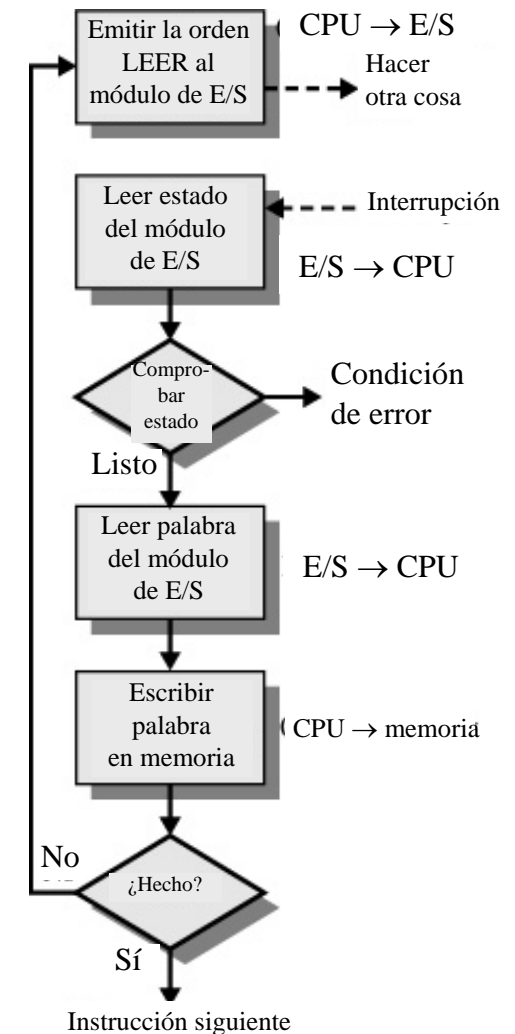 Emitir la orden
LEER al
módulo de E/S
CPU → E/S
Hacer
otra cosa
Leer estado
del módulo
de E/S
Interrupción
E/S → CPU
Compro-
bar
estado
Condición
de error
Listo
Leer palabra
del módulo
de E/S
E/S → CPU
Escribir
palabra
en memoria
CPU → memoria
No
¿Hecho?
Sí
Instrucción siguiente